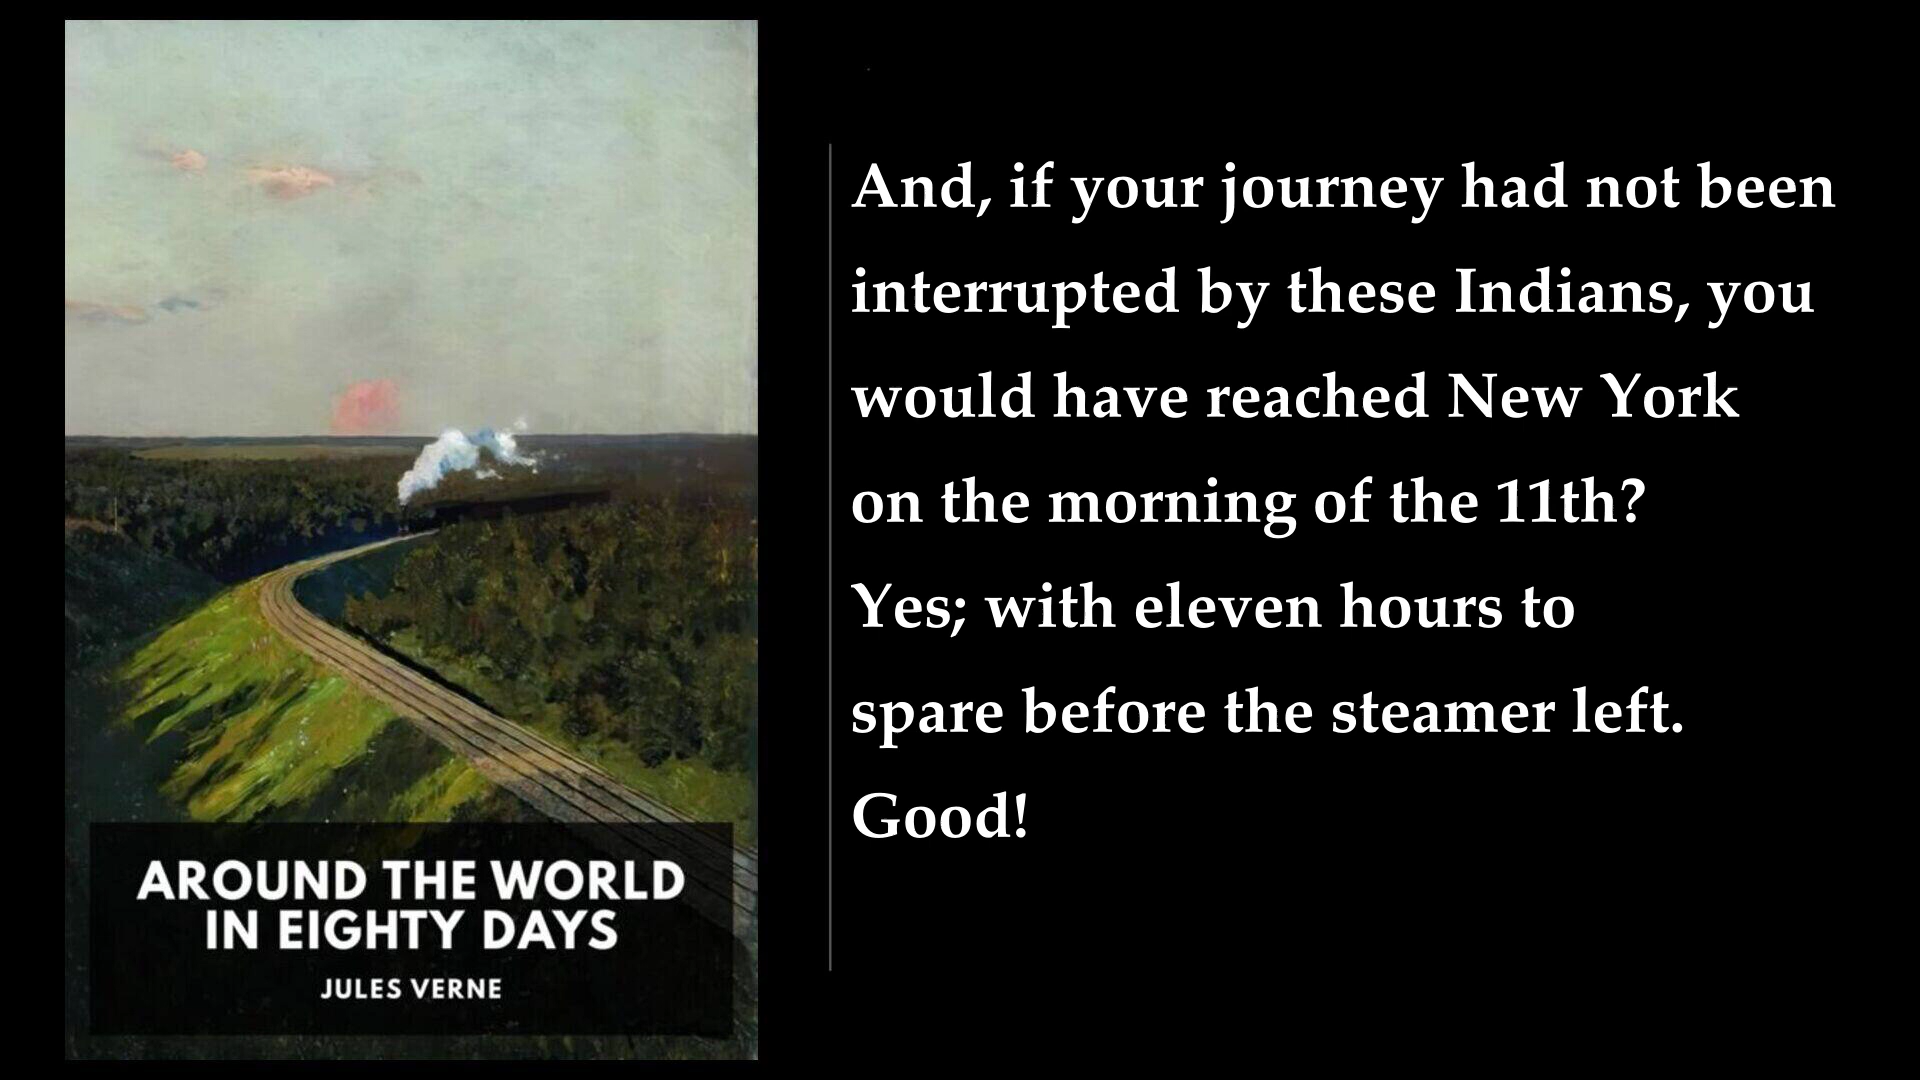 And, if your journey had not been
interrupted by these Indians, you
would have reached New York
on the morning of the 11th?
Yes; with eleven hours to
spare before the steamer left.
Good!
AROUND THE WORLD
IN EIGHTY DAYS
JULES VERNE